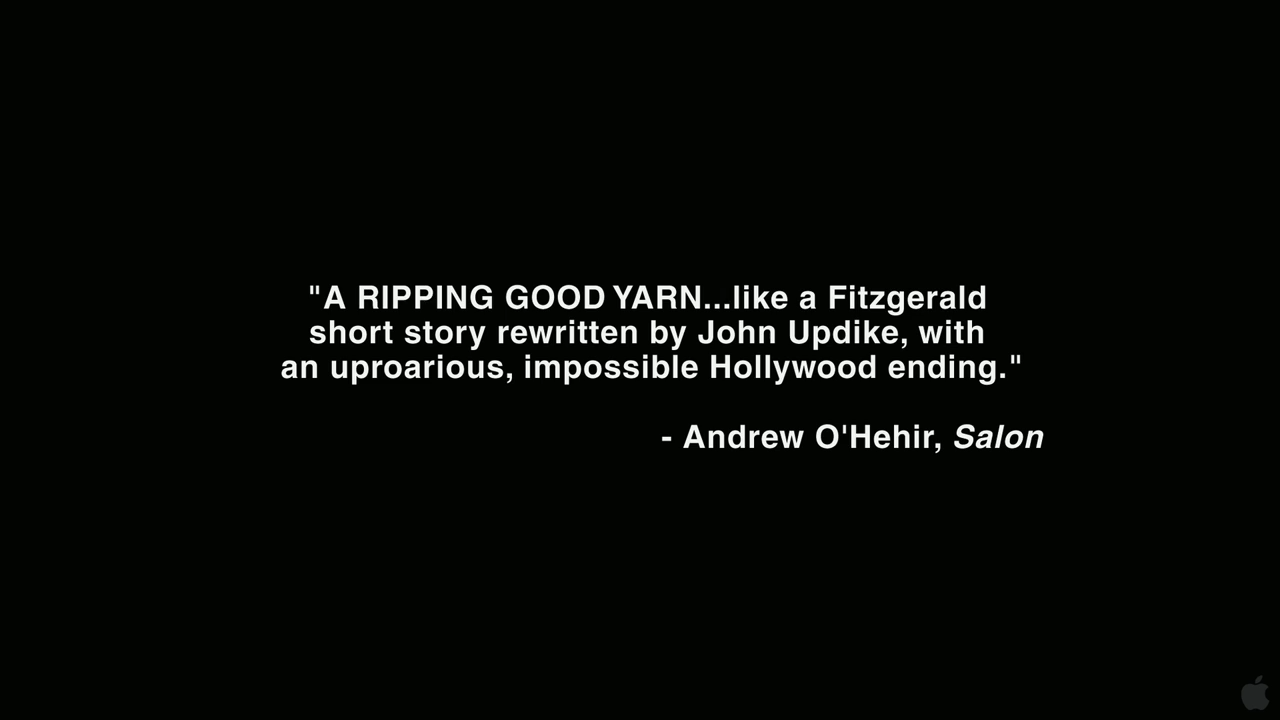 "A RIPPING GOOD YARN...like a Fitzgerald
short story rewritten by John Updike, with
an uproarious, impossible Hollywood ending."
- Andrew O'Hehir, Salon